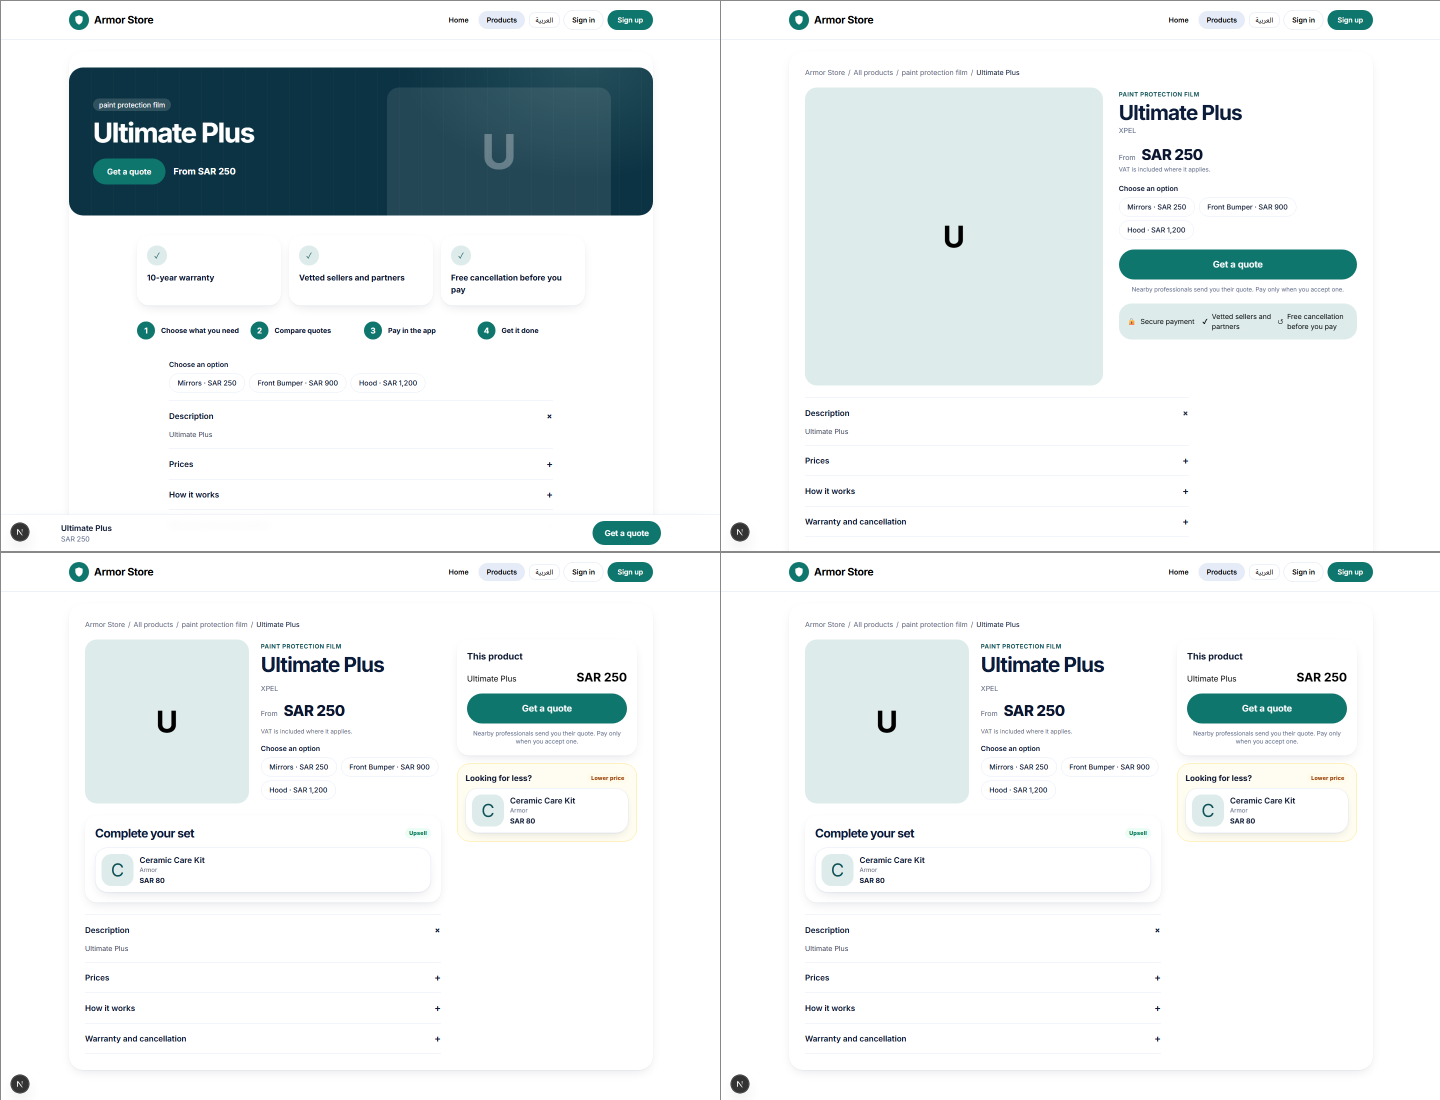 Armor Store
Home Products العربية Sign in Sign up
paint protection film
Ultimate Plus
Get a quote From SAR 250
U
✓ ✓ ✓
10-year warranty Vetted sellers and partners Free cancellation before you
pay
1 Choose what you need 2 Compare quotes 3 Pay in the app 4 Get it done
Choose an option
Mirrors · SAR 250 Front Bumper · SAR 900 Hood · SAR 1,200
Description ×
Ultimate Plus
Prices +
How it works +
N Ultimate Plus
SAR 250
Get a quote
Armor Store
Home Products العربية Sign in Sign up
Armor Store / All products / paint protection film / Ultimate Plus
U
PAINT PROTECTION FILM
Ultimate Plus
XPEL
From SAR 250
VAT is included where it applies.
Choose an option
Mirrors · SAR 250 Front Bumper · SAR 900
Hood · SAR 1,200
Get a quote
Nearby professionals send you their quote. Pay only when you accept one.
🔒 Secure payment ✓ Vetted sellers and partners ↺ Free cancellation before you pay
Description ×
Ultimate Plus
Prices +
How it works +
Warranty and cancellation +
N
Armor Store
Home Products العربية Sign in Sign up
Armor Store / All products / paint protection film / Ultimate Plus
U
PAINT PROTECTION FILM
Ultimate Plus
XPEL
From SAR 250
VAT is included where it applies.
Choose an option
Mirrors · SAR 250 Front Bumper · SAR 900
Hood · SAR 1,200
This product
Ultimate Plus SAR 250
Get a quote
Nearby professionals send you their quote. Pay only
when you accept one.
Looking for less? Lower price
C Ceramic Care Kit
Armor
SAR 80
Complete your set Upsell
C Ceramic Care Kit
Armor
SAR 80
Description ×
Ultimate Plus
Prices +
How it works +
Warranty and cancellation +
N
Armor Store
Home Products العربية Sign in Sign up
Armor Store / All products / paint protection film / Ultimate Plus
U
PAINT PROTECTION FILM
Ultimate Plus
XPEL
From SAR 250
VAT is included where it applies.
Choose an option
Mirrors · SAR 250 Front Bumper · SAR 900
Hood · SAR 1,200
This product
Ultimate Plus SAR 250
Get a quote
Nearby professionals send you their quote. Pay only
when you accept one.
Looking for less? Lower price
C Ceramic Care Kit
Armor
SAR 80
Complete your set Upsell
C Ceramic Care Kit
Armor
SAR 80
Description ×
Ultimate Plus
Prices +
How it works +
Warranty and cancellation +
N